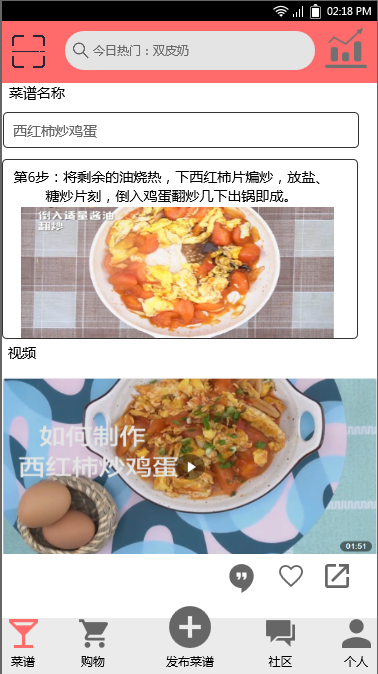 02:18 PM
今日热门：双皮奶
菜谱名称
西红柿炒鸡蛋
第6步：将剩余的油烧热，下西红柿片煸炒，放盐、
糖炒片刻，倒入鸡蛋翻炒几下出锅即成。
倒入适量酱油
翻炒
视频
如何制作
西红柿炒鸡蛋
01:51
菜谱 购物 发布菜谱 社区 个人